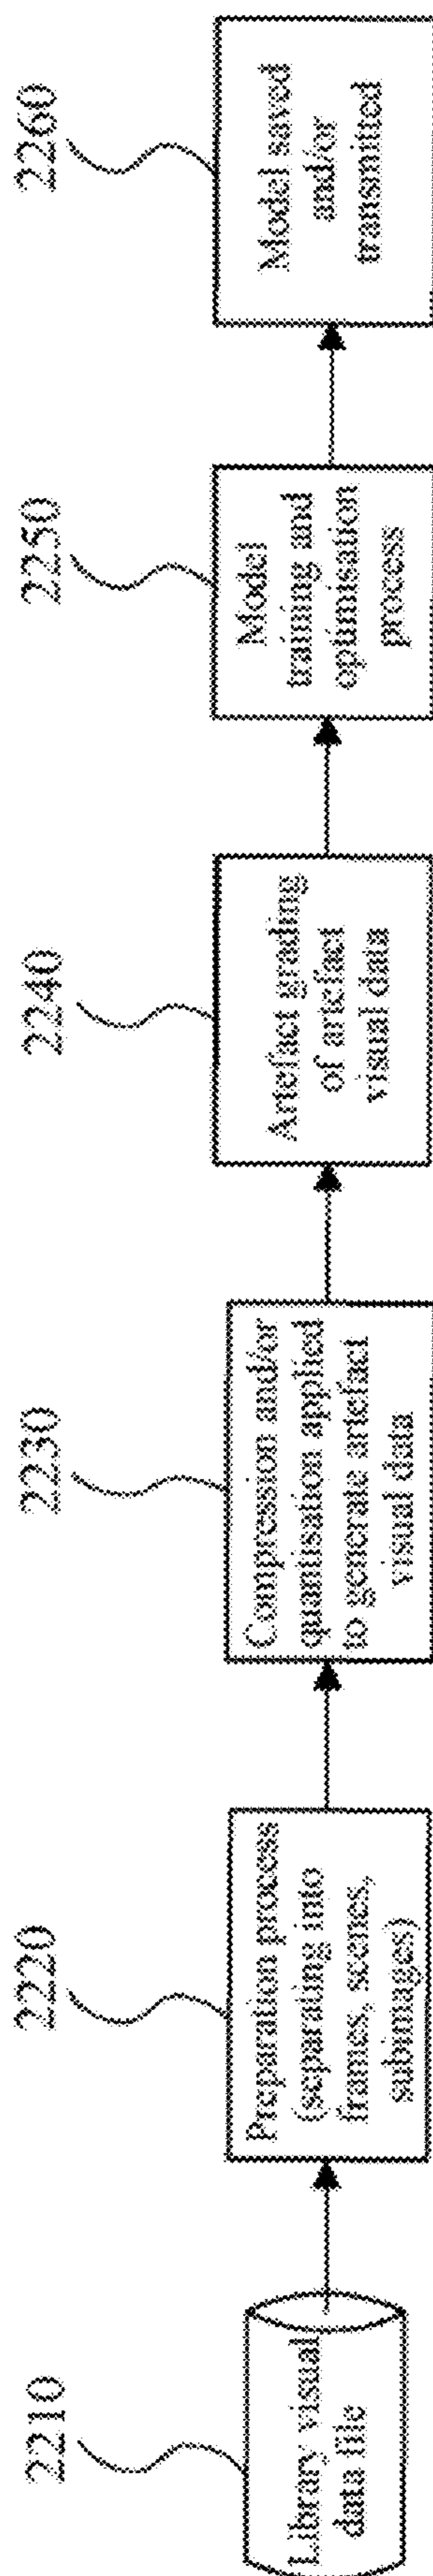 2210
Library visual
data file
2220
Preparation process
(separating into
frames, scenes,
subimages)
2230
Compression and/or
quantisation applied
to generate artefact
visual data
2240
Artefact grading
of artefact
visual data
2250
Model
training and
optimisation
process
2260
Model saved
and/or
transmitted